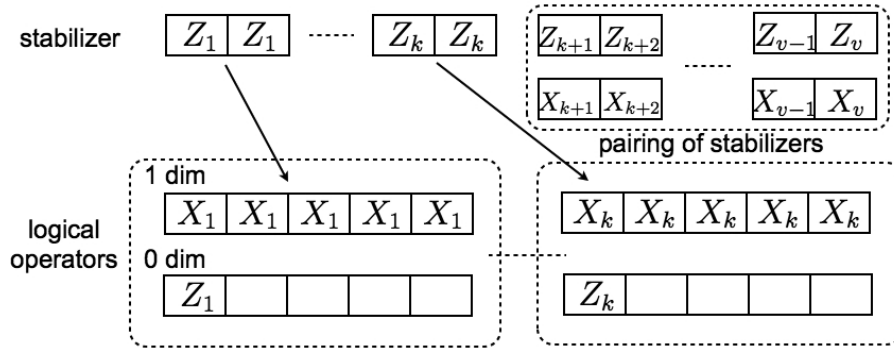 stabilizer Z₁ Z₁ Zₖ Zₖ Zₖ₊₁ Zₖ₊₂ Zᵥ₋₁ Zᵥ
Xₖ₊₁ Xₖ₊₂ Xᵥ₋₁ Xᵥ
pairing of stabilizers
1 dim
X₁ X₁ X₁ X₁ X₁ Xₖ Xₖ Xₖ Xₖ Xₖ
logical
operators
0 dim
Z₁ Zₖ